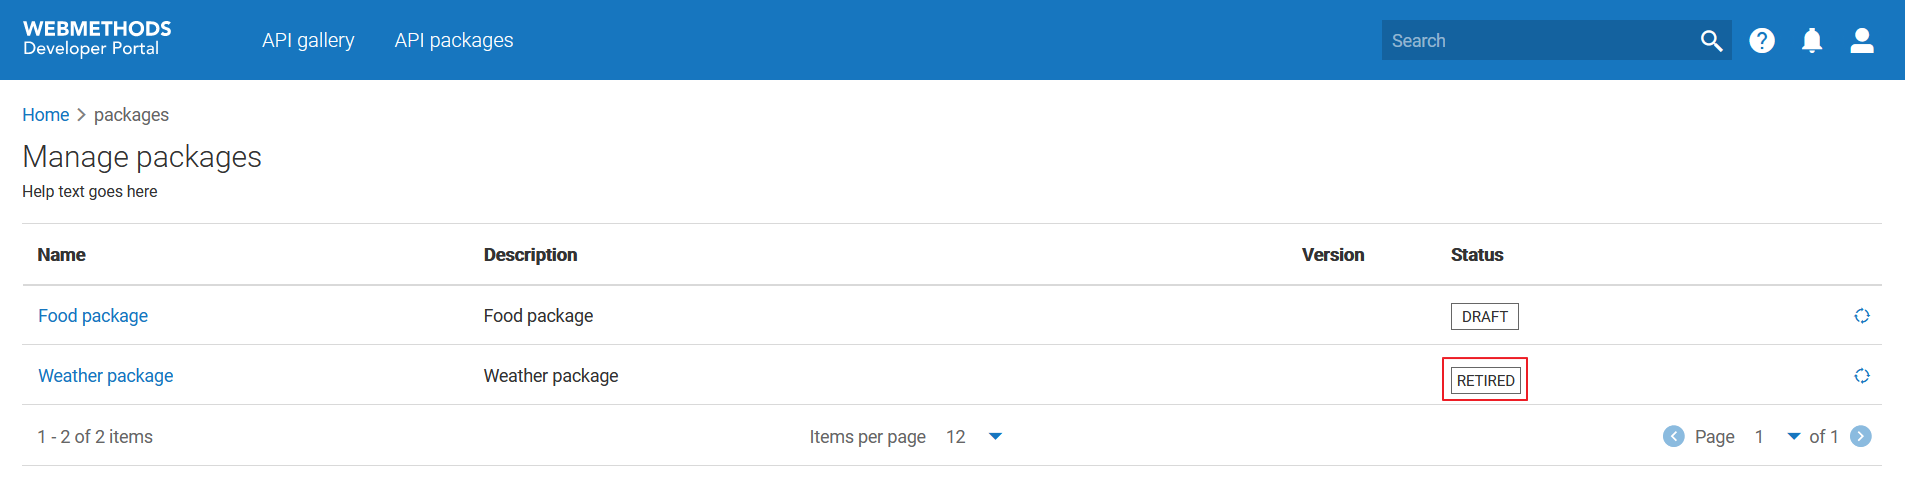 WEBMETHODS
Developer Portal
API gallery
API packages
Search
Home > packages
Manage packages
Help text goes here
Name Description Version Status
Food package Food package DRAFT
Weather package Weather package RETIRED
1 - 2 of 2 items Items per page 12 Page 1 of 1